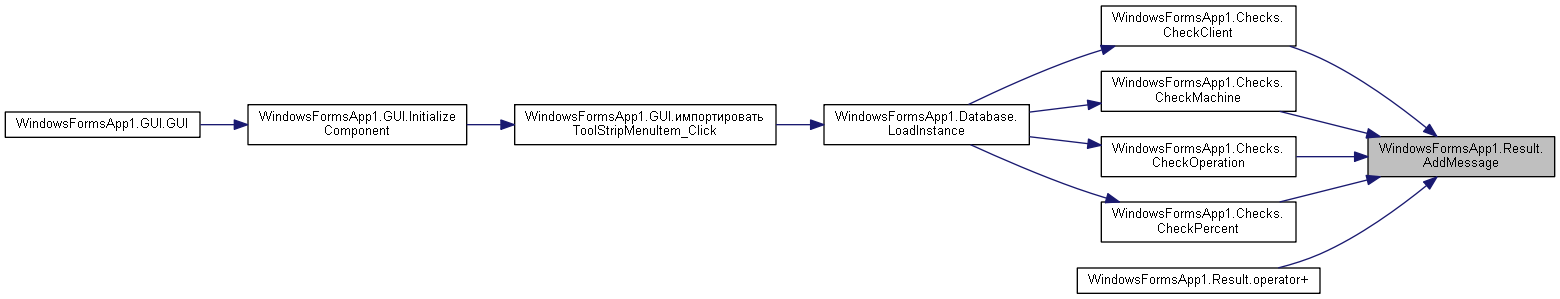 WindowsFormsApp1.GUI.GUI
WindowsFormsApp1.GUI.Initialize
Component
WindowsFormsApp1.GUI.импортировать
ToolStripMenuItem_Click
WindowsFormsApp1.Database.
LoadInstance
WindowsFormsApp1.Checks.
CheckClient
WindowsFormsApp1.Checks.
CheckMachine
WindowsFormsApp1.Checks.
CheckOperation
WindowsFormsApp1.Checks.
CheckPercent
WindowsFormsApp1.Result.operator+
WindowsFormsApp1.Result.
AddMessage